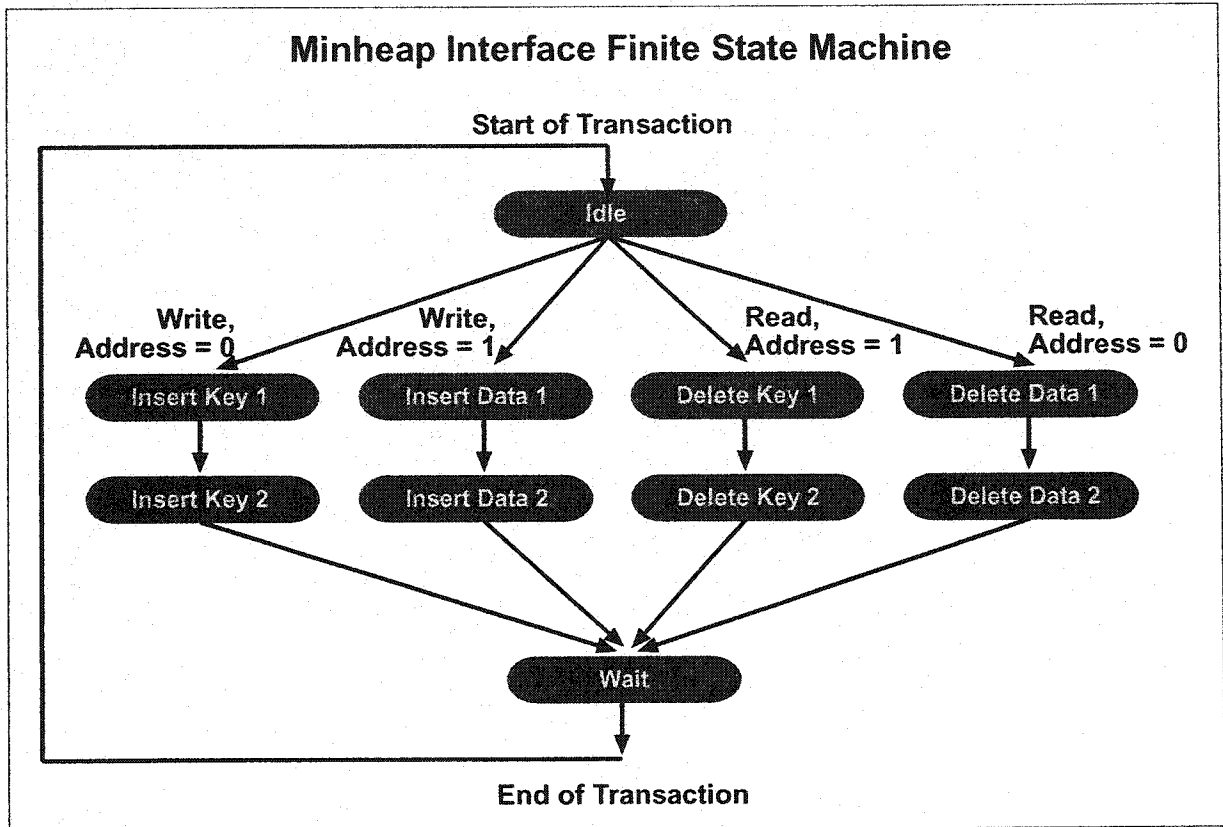 Minheap Interface Finite State Machine
Start of Transaction
Idle
Write,
Address = 0
Write,
Address = 1
Read,
Address = 1
Read,
Address = 0
Insert Key 1
Insert Data 1
Delete Key 1
Delete Data 1
Insert Key 2
Insert Data 2
Delete Key 2
Delete Data 2
Wait
End of Transaction